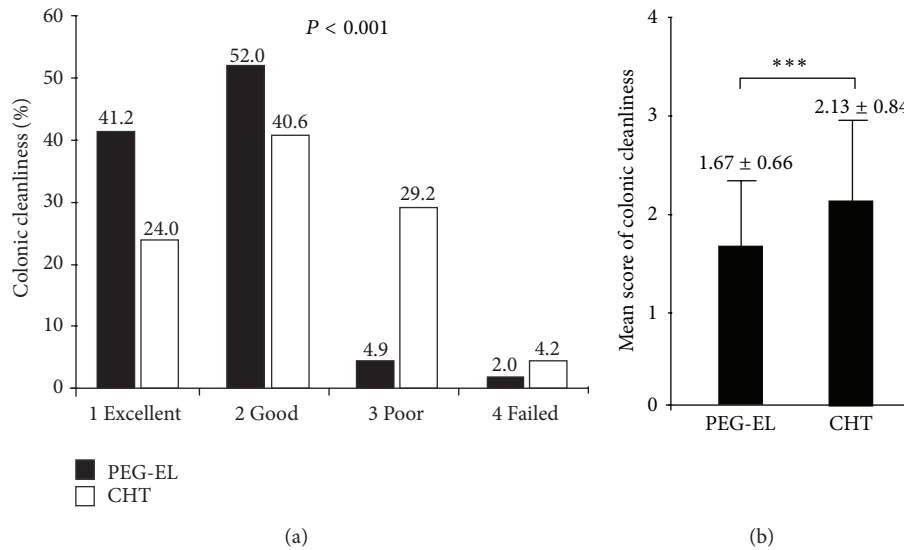 60
50
40
30
20
10
0
Colonic cleanliness (%)
P < 0.001
41.2
24.0
52.0
40.6
4.9
29.2
2.0
4.2
1 Excellent
2 Good
3 Poor
4 Failed
PEG-EL
CHT
(a)
4
3
2
1
0
Mean score of colonic cleanliness
***
1.67 ± 0.66
2.13 ± 0.84
PEG-EL
CHT
(b)